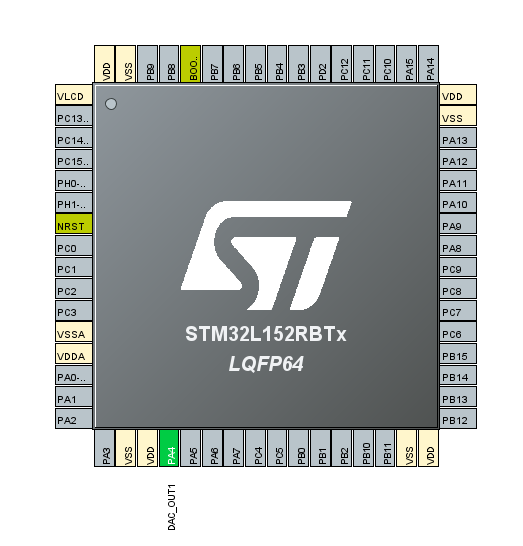 VDD
VSS
PB9
PB8
BOO..
PB7
PB6
PB5
PB4
PB3
PD2
PC12
PC11
PC10
PA15
PA14
VLCD
PC13..
PC14..
PC15..
PH0-..
PH1-..
NRST
PC0
PC1
PC2
PC3
VSSA
VDDA
PA0-..
PA1
PA2
VDD
VSS
PA13
PA12
PA11
PA10
PA9
PA8
PC9
PC8
PC7
PC6
PB15
PB14
PB13
PB12
ST
STM32L152RBTx
LQFP64
PA3
VSS
VDD
PA4
PA5
PA6
PA7
PC4
PC5
PB0
PB1
PB2
PB10
PB11
VSS
VDD
DAC_OUT1